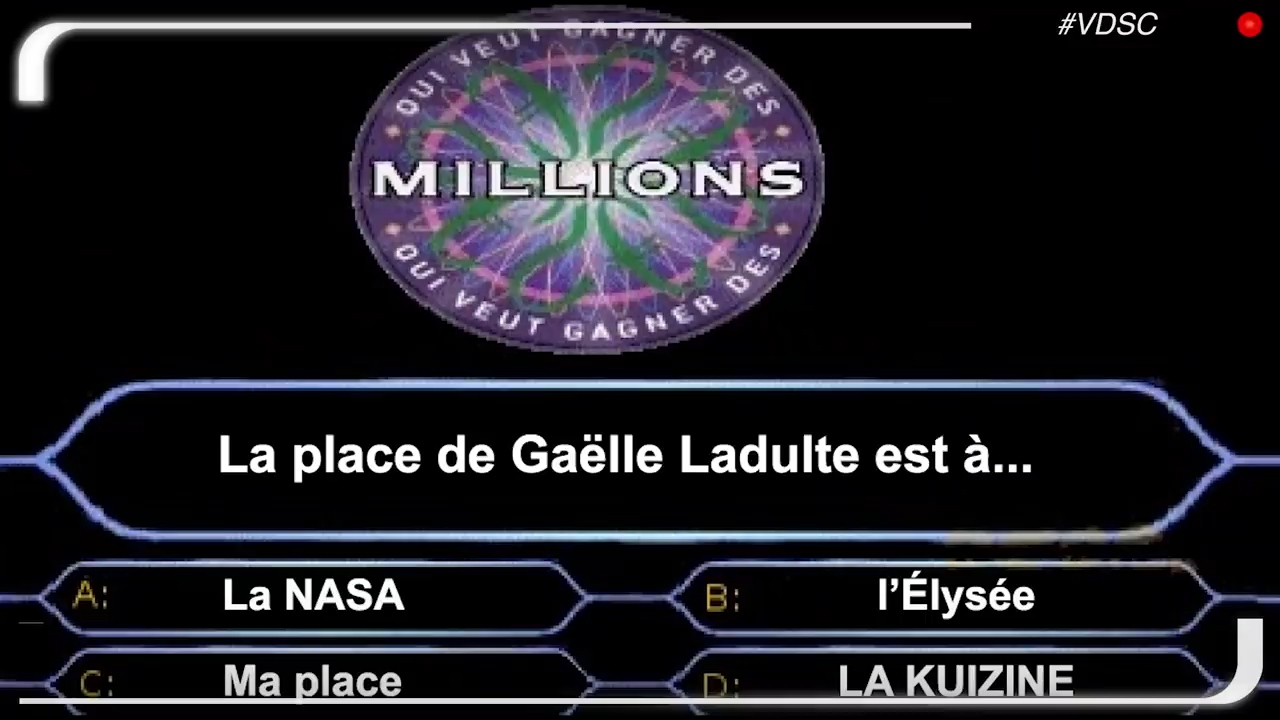 #VDSC
QUI VEUT GAGNER DES
MILLIONS
QUI VEUT GAGNER DES
La place de Gaëlle Ladulte est à...
A: La NASA
B: l’Élysée
C: Ma place
D: LA KUIZINE